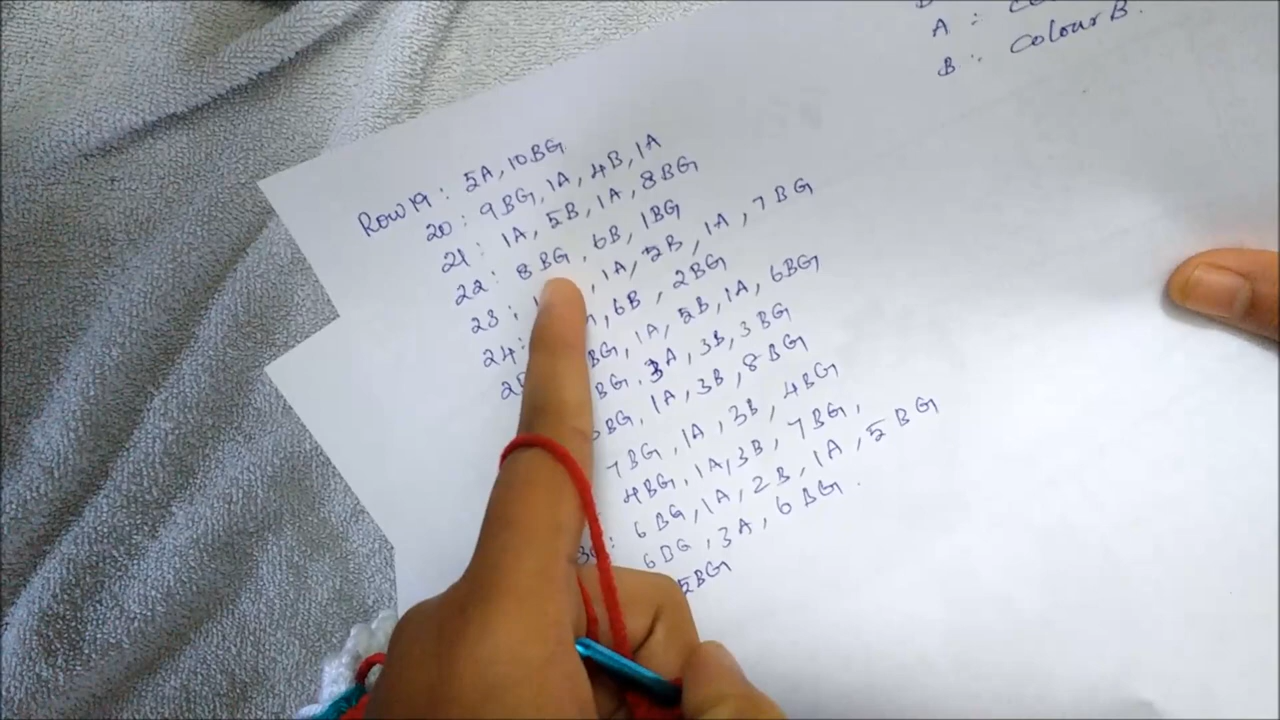 A :
B : Colour B.
Row 19 : 5A, 10BG.
20 : 9BG, 1A, 4B, 1A
21 : 1A, 5B, 1A, 8BG
22 : 8BG, 6B, 1BG
23 : , 1A, 5B, 1A, 7BG
24 : , 6B, 2BG
BG, 1A, 5B, 1A, 6BG
BG, 3A, 3B, 3BG
BG, 1A, 3B, 8BG
7BG, 1A, 3B, 4BG
4BG, 1A, 3B, 7BG,
6BG, 1A, 2B, 1A, 5BG
6BG, 3A, 6BG.
5BG